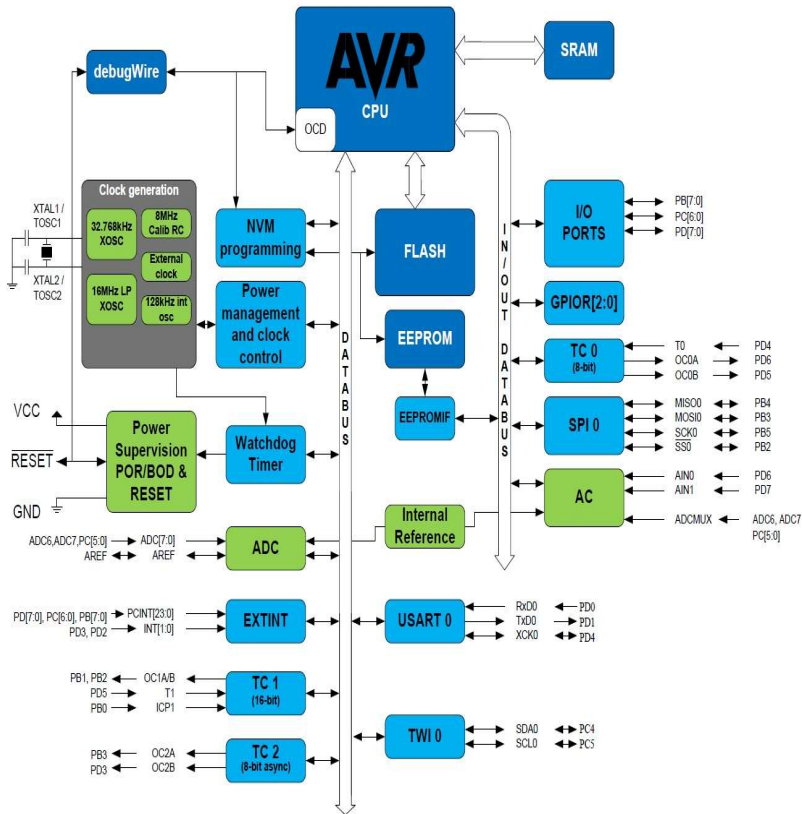 AVR
CPU
OCD
SRAM
debugWire
Clock generation
XTAL1 /
TOSC1
32.768kHz
XOSC
8MHz
Calib RC
External
clock
XTAL2 /
TOSC2
16MHz LP
XOSC
128kHz int
osc
NVM
programming
FLASH
Power
management
and clock
control
EEPROM
EEPROMIF
DATABUS
IN/OUT DATABUS
I/O
PORTS
PB[7:0]
PC[6:0]
PD[7:0]
GPIOR[2:0]
TC 0
(8-bit)
T0 PD4
OC0A PD6
OC0B PD5
SPI 0
MISO0 PB4
MOSI0 PB3
SCK0 PB5
SS0 PB2
AC
AIN0 PD6
AIN1 PD7
ADCMUX ADC6, ADC7
PC[5:0]
VCC
RESET
GND
Power
Supervision
POR/BOD &
RESET
Watchdog
Timer
Internal
Reference
ADC6,ADC7,PC[5:0] ADC[7:0]
AREF AREF
ADC
PD[7:0], PC[6:0], PB[7:0] PCINT[23:0]
PD3, PD2 INT[1:0]
EXTINT
USART 0
RxD0 PD0
TxD0 PD1
XCK0 PD4
PB1, PB2 OC1A/B
PD5 T1
PB0 ICP1
TC 1
(16-bit)
TWI 0
SDA0 PC4
SCL0 PC5
PB3 OC2A
PD3 OC2B
TC 2
(8-bit async)